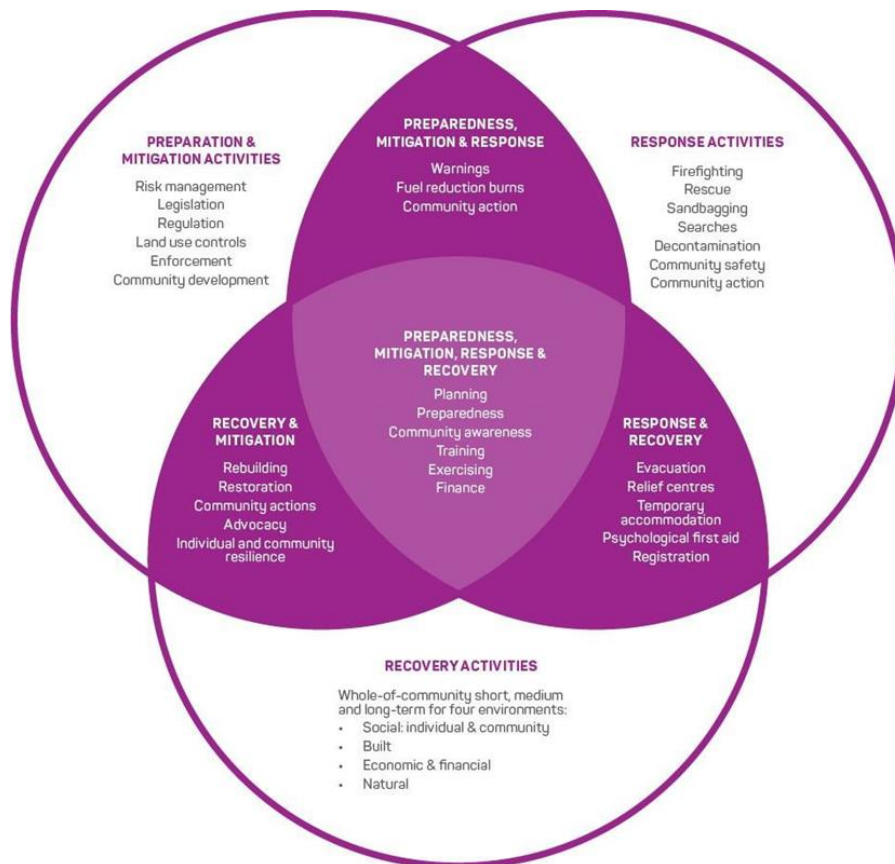 PREPARATION &
MITIGATION ACTIVITIES
Risk management
Legislation
Regulation
Land use controls
Enforcement
Community development
PREPAREDNESS,
MITIGATION & RESPONSE
Warnings
Fuel reduction burns
Community action
RESPONSE ACTIVITIES
Firefighting
Rescue
Sandbagging
Searches
Decontamination
Community safety
Community action
PREPAREDNESS,
MITIGATION, RESPONSE &
RECOVERY
Planning
Preparedness
Community awareness
Training
Exercising
Finance
RECOVERY &
MITIGATION
Rebuilding
Restoration
Community actions
Advocacy
Individual and community
resilience
RESPONSE &
RECOVERY
Evacuation
Relief centres
Temporary
accommodation
Psychological first aid
Registration
RECOVERY ACTIVITIES
Whole-of-community short, medium
and long-term for four environments:
• Social: individual & community
• Built
• Economic & financial
• Natural